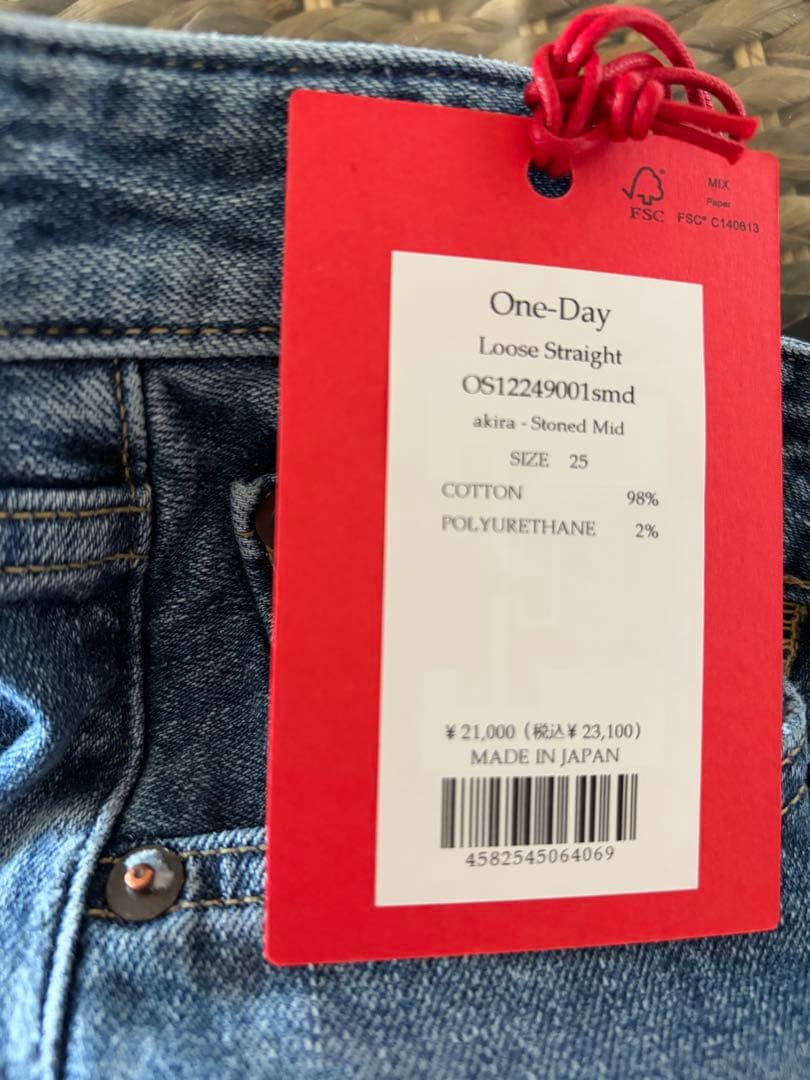 FSC
MIX
Paper
FSC® C140613
One-Day
Loose Straight
OS12249001smd
akira - Stoned Mid
SIZE 25
COTTON 98%
POLYURETHANE 2%
¥ 21,000 (税込¥ 23,100)
MADE IN JAPAN
4582545064069